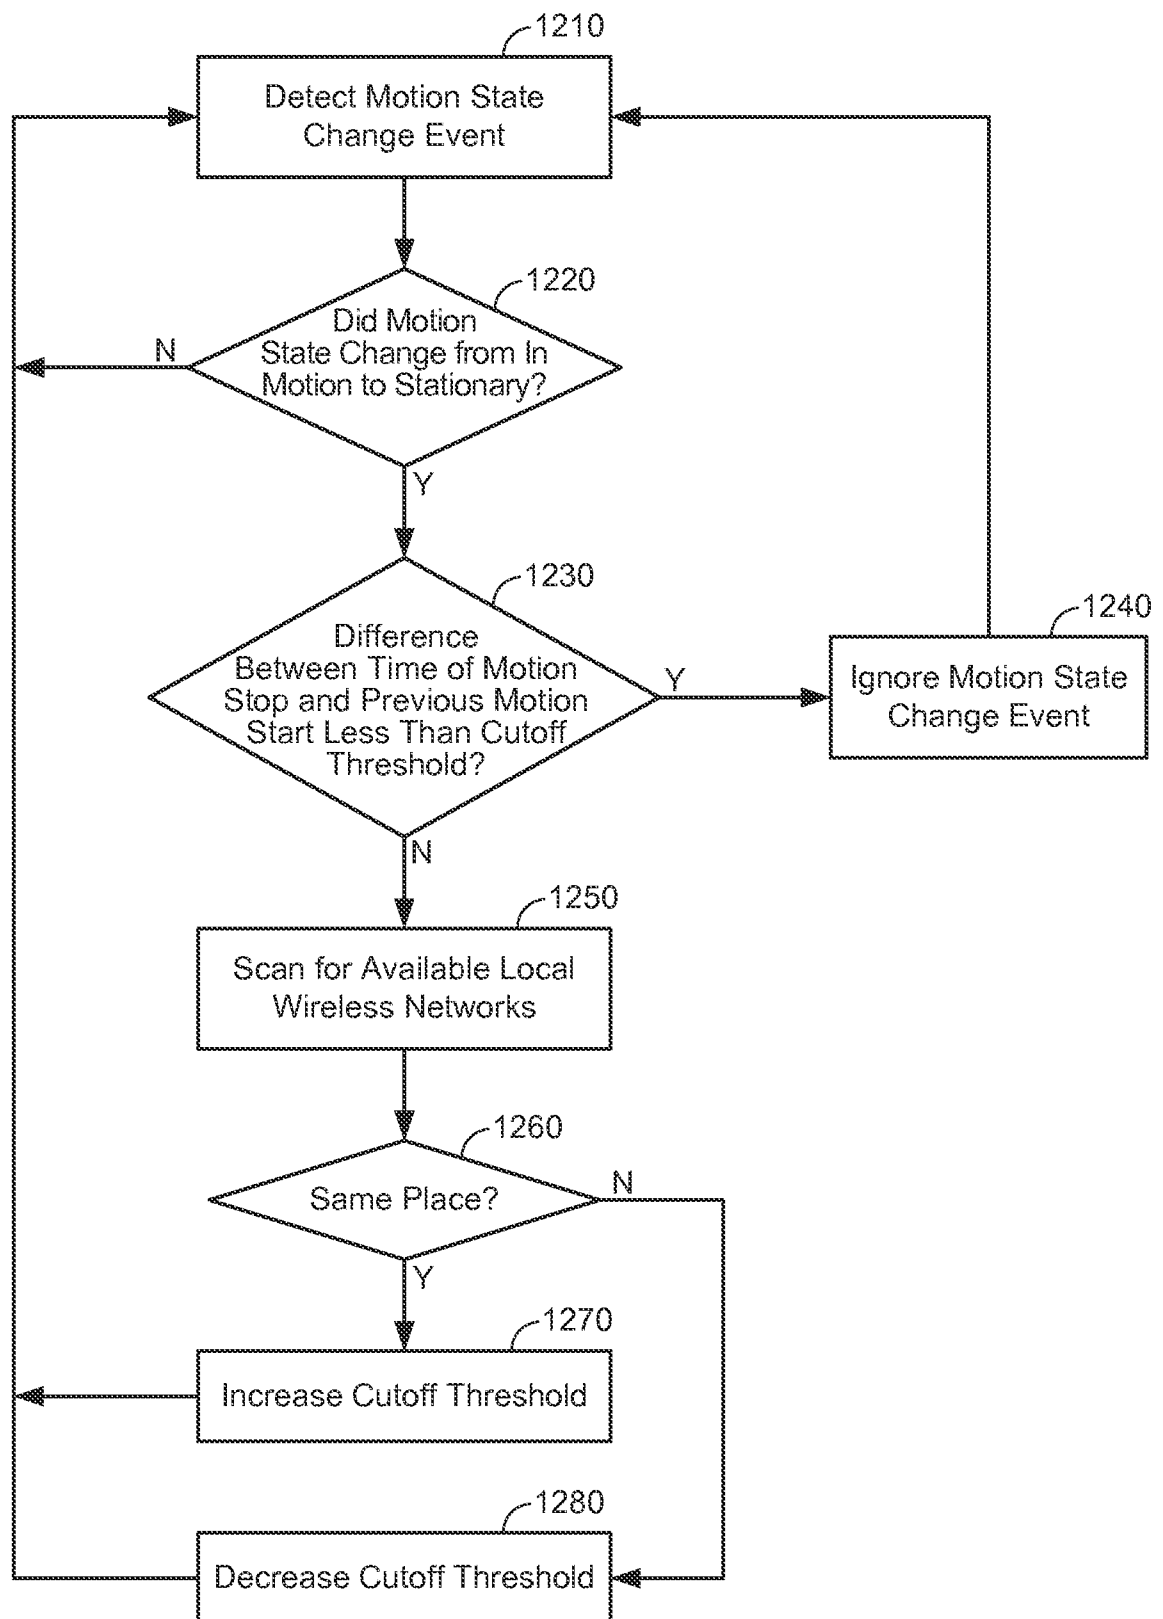 1210
Detect Motion State
Change Event
1220
Did Motion
State Change from In
Motion to Stationary?
N
Y
1230
Difference
Between Time of Motion
Stop and Previous Motion
Start Less Than Cutoff
Threshold?
Y
1240
Ignore Motion State
Change Event
N
1250
Scan for Available Local
Wireless Networks
1260
Same Place?
N
Y
1270
Increase Cutoff Threshold
1280
Decrease Cutoff Threshold